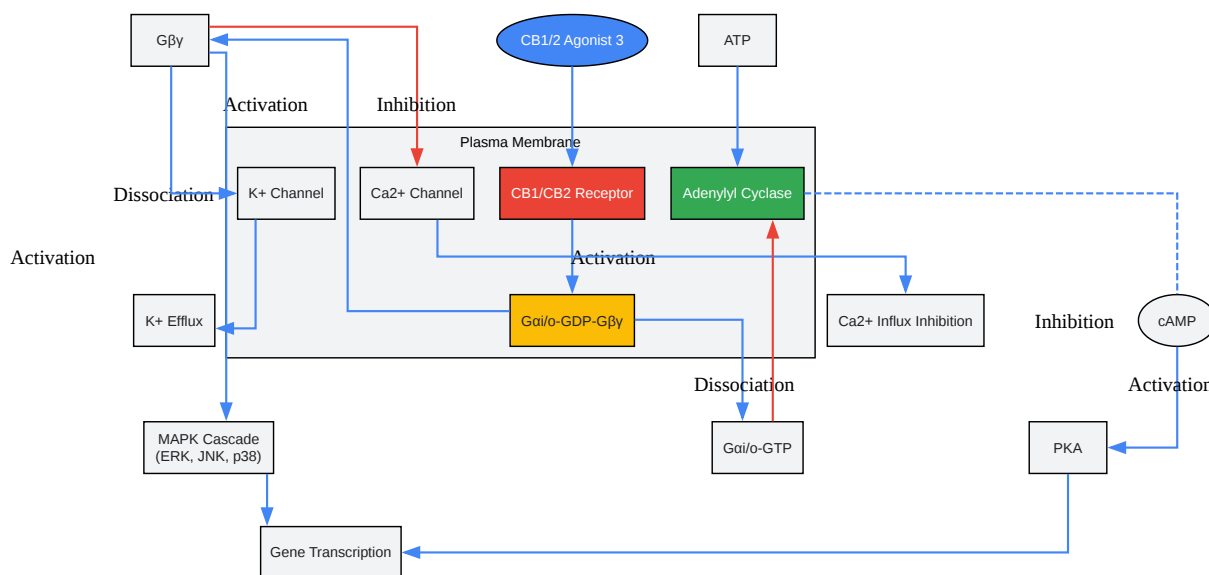 Gβγ
CB1/2 Agonist 3
ATP
Activation
Inhibition
Plasma Membrane
K+ Channel
Ca2+ Channel
CB1/CB2 Receptor
Adenylyl Cyclase
Dissociation
Activation
Activation
K+ Efflux
Gαi/o-GDP-Gβγ
Ca2+ Influx Inhibition
Inhibition
cAMP
Dissociation
Activation
MAPK Cascade
(ERK, JNK, p38)
Gαi/o-GTP
PKA
Gene Transcription